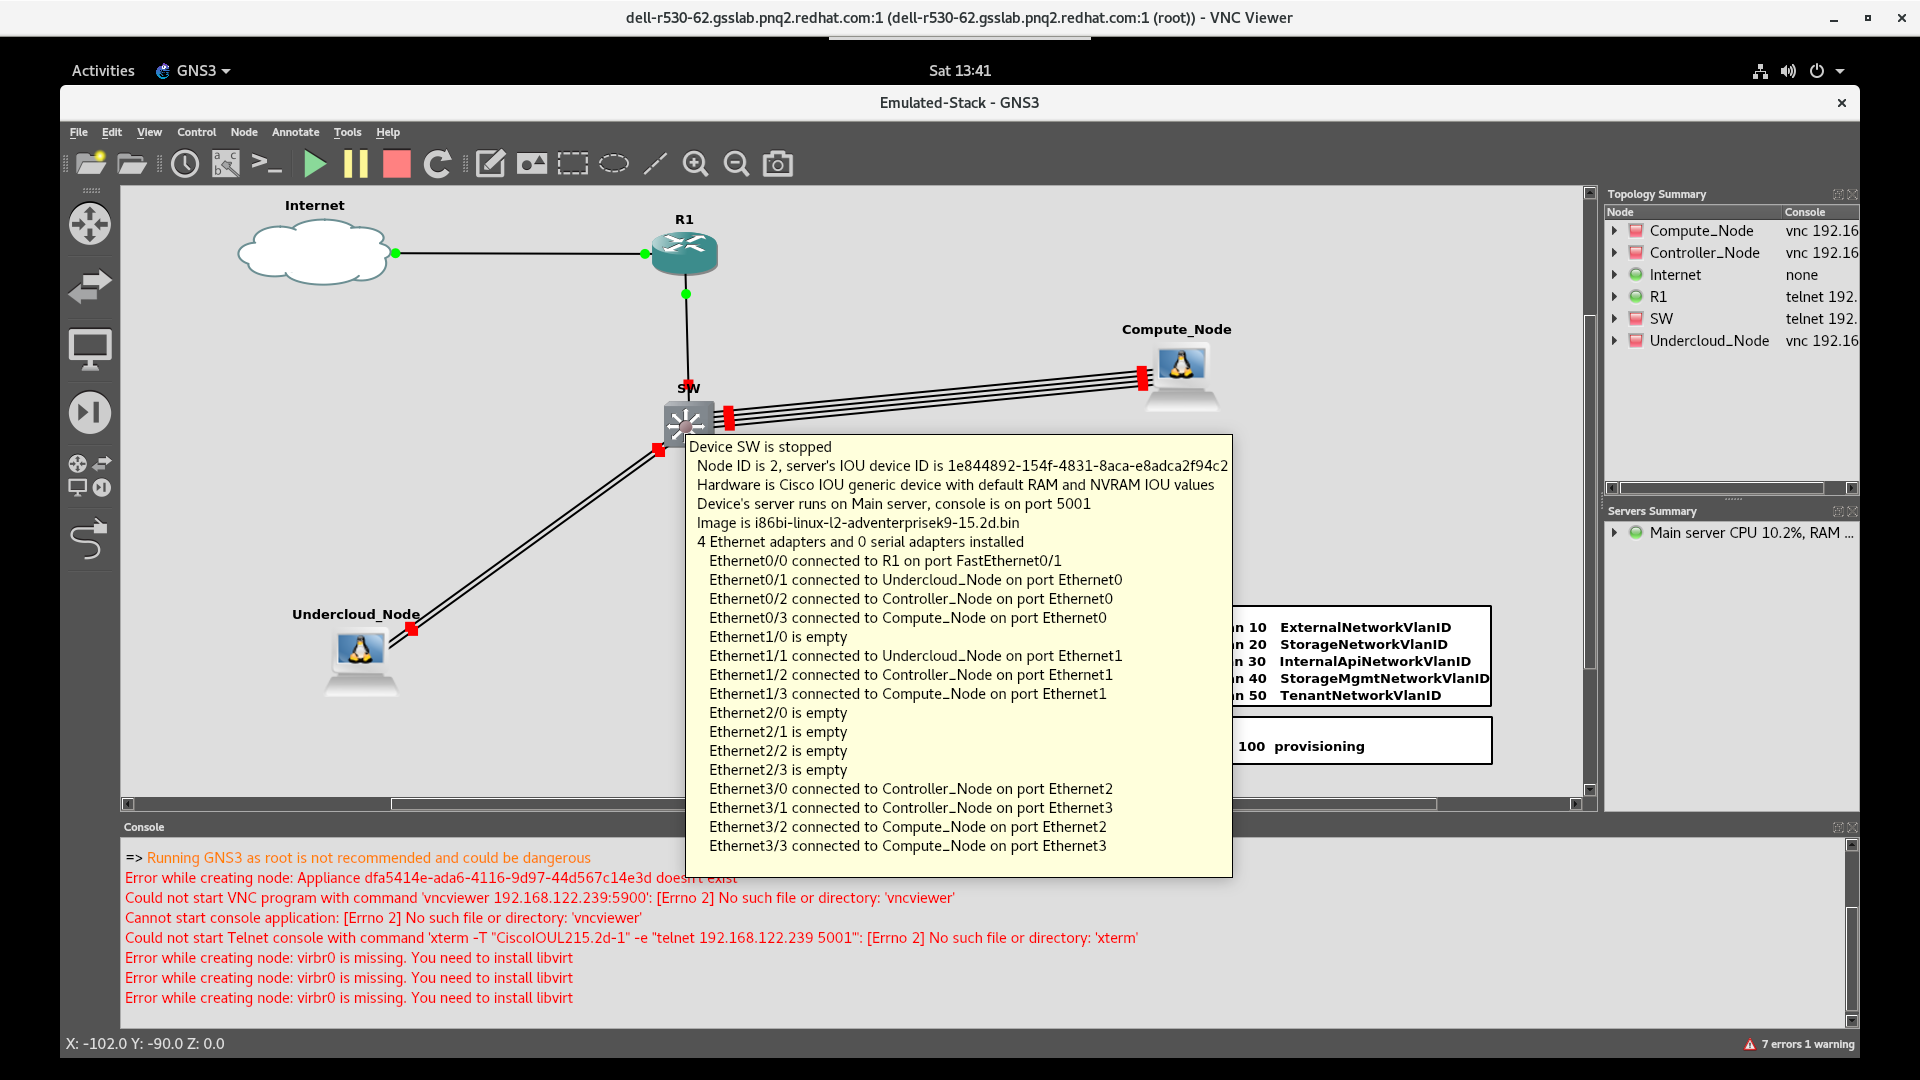 dell-r530-62.gsslab.pnq2.redhat.com:1 (dell-r530-62.gsslab.pnq2.redhat.com:1 (root)) - VNC Viewer
Activities GNS3 Sat 13:41
Emulated-Stack - GNS3
File Edit View Control Node Annotate Tools Help
Internet
R1
Compute_Node
SW
Undercloud_Node
Device SW is stopped
Node ID is 2, server's IOU device ID is 1e844892-154f-4831-8aca-e8adca2f94c2
Hardware is Cisco IOU generic device with default RAM and NVRAM IOU values
Device's server runs on Main server, console is on port 5001
Image is i86bi-linux-l2-adventerprisek9-15.2d.bin
4 Ethernet adapters and 0 serial adapters installed
Ethernet0/0 connected to R1 on port FastEthernet0/1
Ethernet0/1 connected to Undercloud_Node on port Ethernet0
Ethernet0/2 connected to Controller_Node on port Ethernet0
Ethernet0/3 connected to Compute_Node on port Ethernet0
Ethernet1/0 is empty
Ethernet1/1 connected to Undercloud_Node on port Ethernet1
Ethernet1/2 connected to Controller_Node on port Ethernet1
Ethernet1/3 connected to Compute_Node on port Ethernet1
Ethernet2/0 is empty
Ethernet2/1 is empty
Ethernet2/2 is empty
Ethernet2/3 is empty
Ethernet3/0 connected to Controller_Node on port Ethernet2
Ethernet3/1 connected to Controller_Node on port Ethernet3
Ethernet3/2 connected to Compute_Node on port Ethernet2
Ethernet3/3 connected to Compute_Node on port Ethernet3
an 10 ExternalNetworkVlanID
an 20 StorageNetworkVlanID
an 30 InternalApiNetworkVlanID
an 40 StorageMgmtNetworkVlanID
an 50 TenantNetworkVlanID
100 provisioning
Topology Summary
Node Console
Compute_Node vnc 192.16
Controller_Node vnc 192.16
Internet none
R1 telnet 192.
SW telnet 192.
Undercloud_Node vnc 192.16
Servers Summary
Main server CPU 10.2%, RAM ...
Console
=> Running GNS3 as root is not recommended and could be dangerous
Error while creating node: Appliance dfa5414e-ada6-4116-9d97-44d567c14e3d doesn't exist
Could not start VNC program with command 'vncviewer 192.168.122.239:5900': [Errno 2] No such file or directory: 'vncviewer'
Cannot start console application: [Errno 2] No such file or directory: 'vncviewer'
Could not start Telnet console with command 'xterm -T "CiscoIOUL215.2d-1" -e "telnet 192.168.122.239 5001"': [Errno 2] No such file or directory: 'xterm'
Error while creating node: virbr0 is missing. You need to install libvirt
Error while creating node: virbr0 is missing. You need to install libvirt
Error while creating node: virbr0 is missing. You need to install libvirt
X: -102.0 Y: -90.0 Z: 0.0
7 errors 1 warning